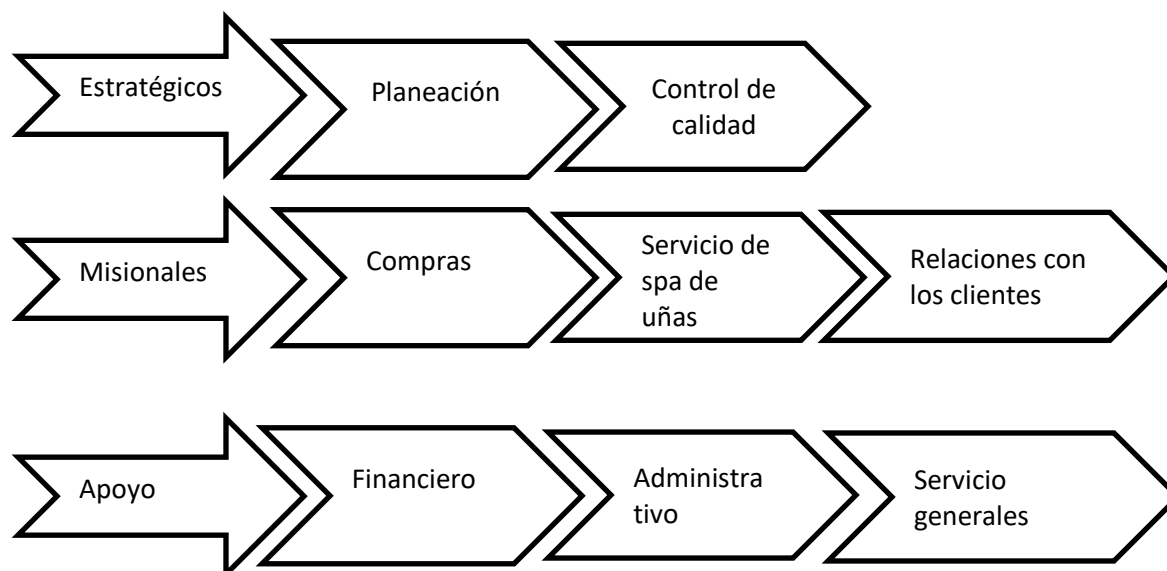 Estratégicos
Planeación
Control de
calidad
Misionales
Compras
Servicio de
spa de
uñas
Relaciones con
los clientes
Apoyo
Financiero
Administra
tivo
Servicio
generales